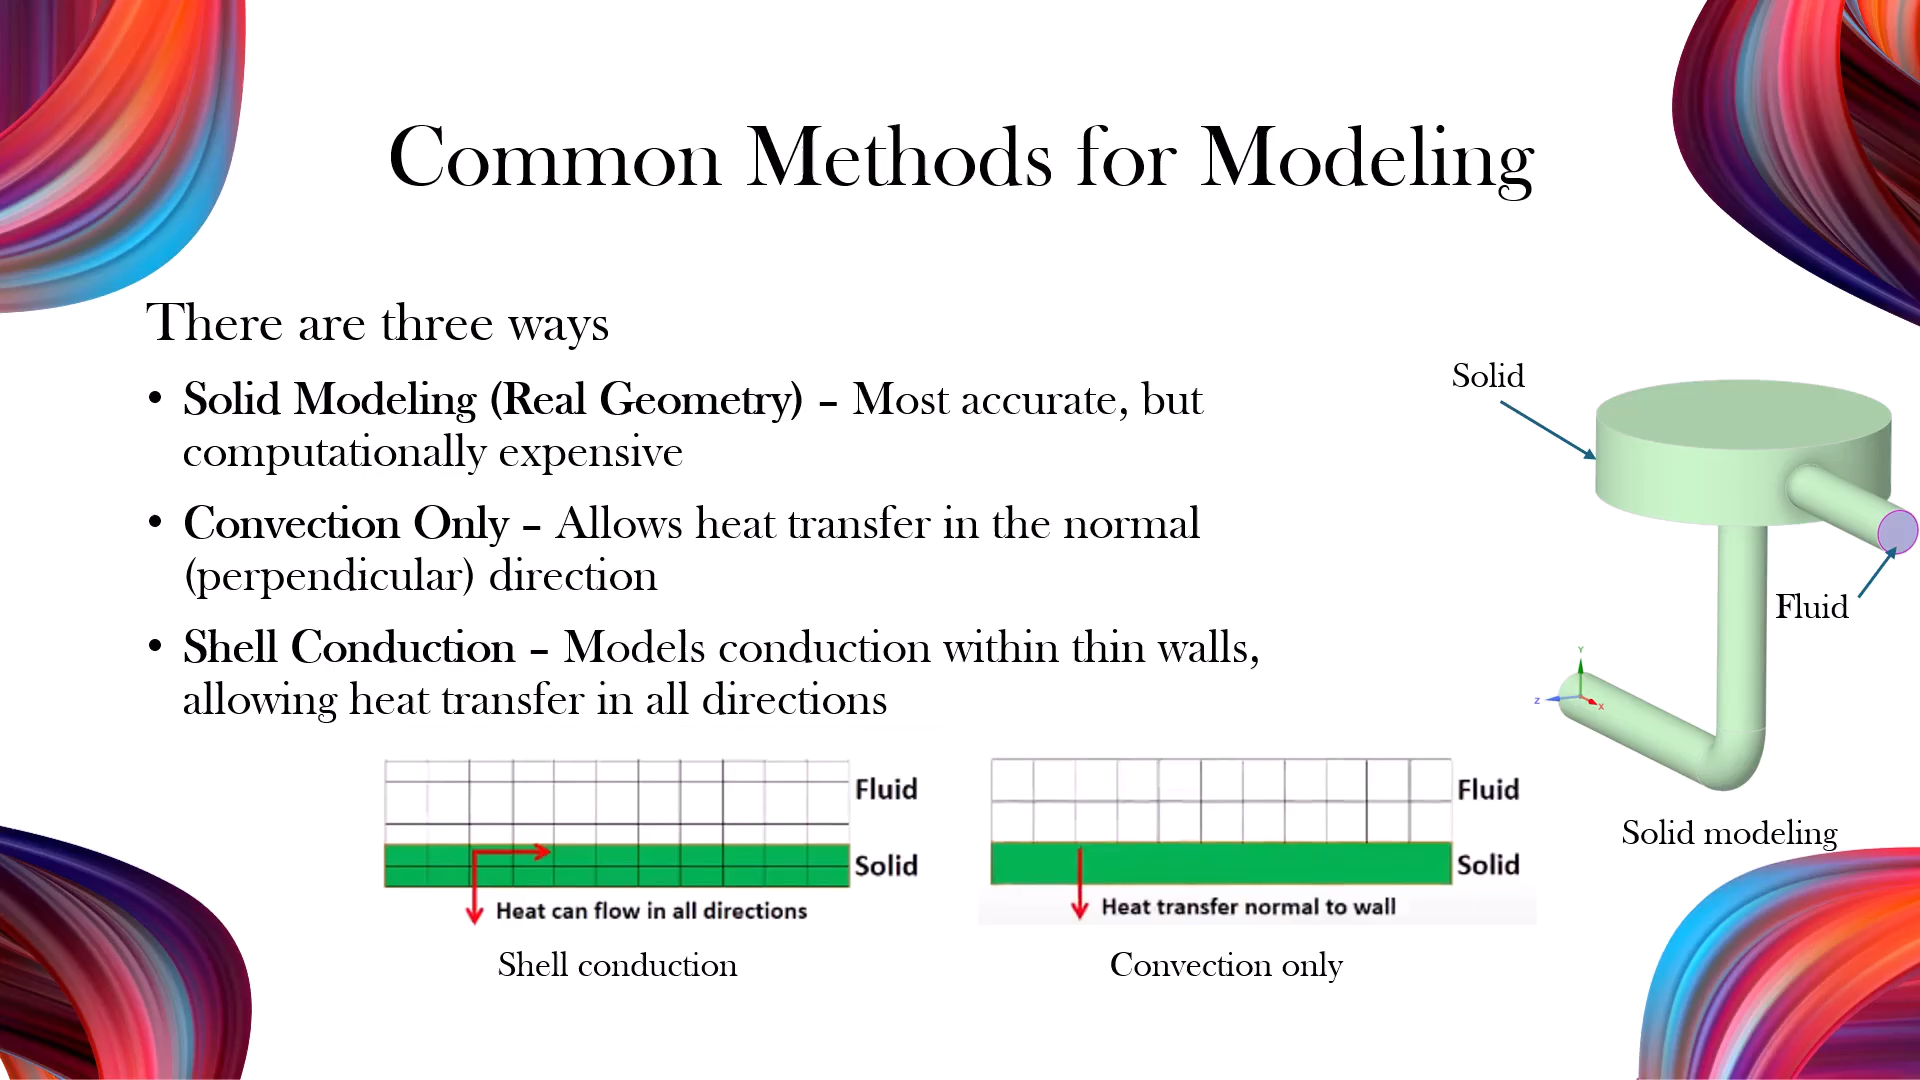 Common Methods for Modeling
There are three ways
• Solid Modeling (Real Geometry) – Most accurate, but
computationally expensive
• Convection Only – Allows heat transfer in the normal
(perpendicular) direction
• Shell Conduction – Models conduction within thin walls,
allowing heat transfer in all directions
Solid
Fluid
Y
Z
X
Solid modeling
Fluid
Solid
Heat can flow in all directions
Shell conduction
Fluid
Solid
Heat transfer normal to wall
Convection only